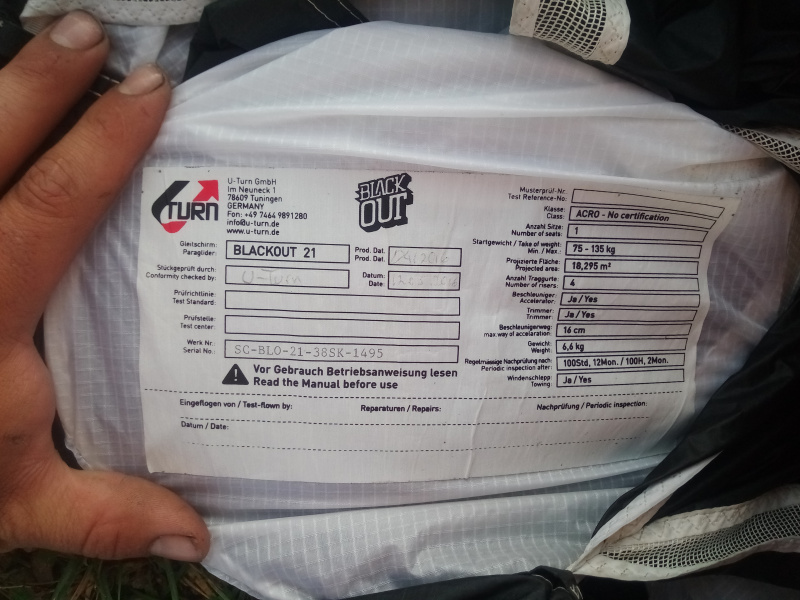 TURN
U-Turn GmbH
Im Neuneck 1
78609 Tuningen
GERMANY
Fon: +49 7464 9891280
info@u-turn.de
www.u-turn.de
BLACK
OUT
Gleitschirm:
Paraglider:
BLACKOUT 21
Prod. Dat.
Prod. Dat.
Stückgeprüft durch:
Conformity checked by:
U-Turn
Datum:
Date:
Prüfrichtlinie:
Test Standard:
Prüfstelle:
Test center:
Werk Nr.
Serial No.:
SC-BLO-21-38SK-1495
Vor Gebrauch Betriebsanweisung lesen
Read the Manual before use
Musterprüf-Nr.
Test Reference-No:
Klasse:
Class:
ACRO - No certification
Anzahl Sitze:
Number of seats:
1
Startgewicht / Take of weight:
Min. / Max.:
75 - 135 kg
Projizierte Fläche:
Projected area:
18,295 m²
Anzahl Traggurte:
Number of risers:
4
Beschleuniger:
Accelerator:
Ja / Yes
Trimmer:
Trimmer:
Ja / Yes
Beschleunigerweg:
max.way of accelaration:
16 cm
Gewicht:
Weight:
6,6 kg
Regelmässige Nachprüfung nach:
Periodic inspection after:
100Std, 12Mon. / 100H, 2Mon.
Windenschlepp:
Towing:
Ja / Yes
Eingeflogen von / Test-flown by:
Reparaturen / Repairs:
Nachprüfung / Periodic inspection:
Datum / Date: